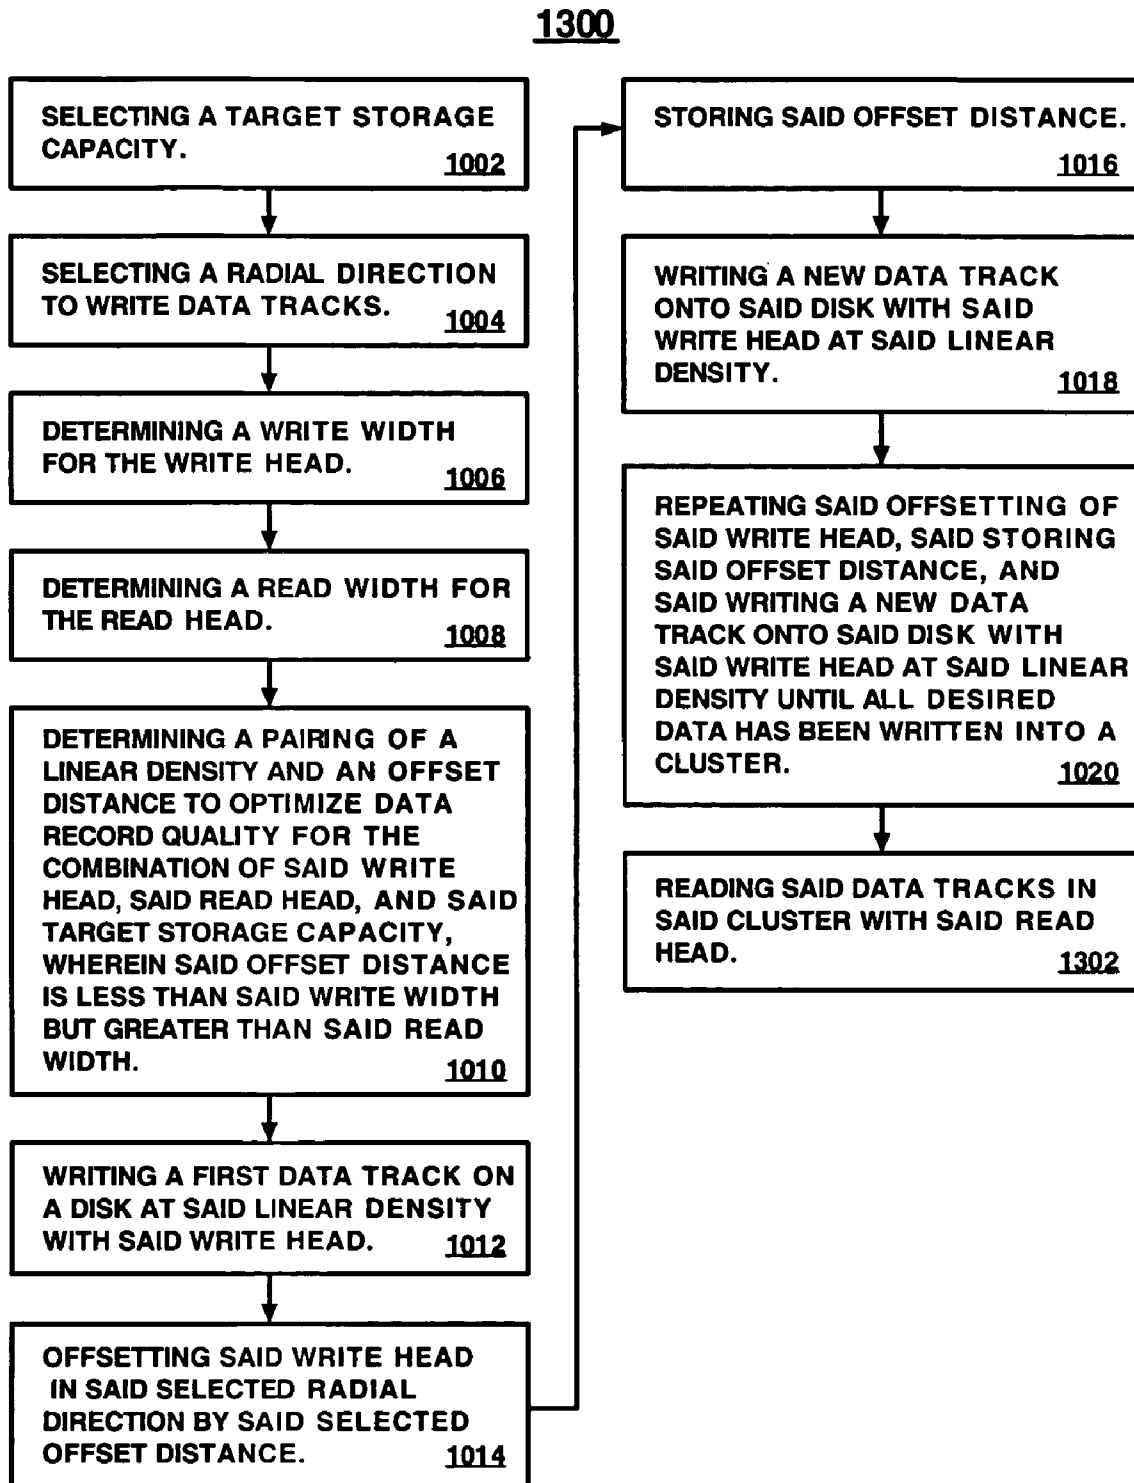 1300
SELECTING A TARGET STORAGE
CAPACITY.
1002
SELECTING A RADIAL DIRECTION
TO WRITE DATA TRACKS.
1004
DETERMINING A WRITE WIDTH
FOR THE WRITE HEAD.
1006
DETERMINING A READ WIDTH FOR
THE READ HEAD.
1008
DETERMINING A PAIRING OF A
LINEAR DENSITY AND AN OFFSET
DISTANCE TO OPTIMIZE DATA
RECORD QUALITY FOR THE
COMBINATION OF SAID WRITE
HEAD, SAID READ HEAD, AND SAID
TARGET STORAGE CAPACITY,
WHEREIN SAID OFFSET DISTANCE
IS LESS THAN SAID WRITE WIDTH
BUT GREATER THAN SAID READ
WIDTH.
1010
WRITING A FIRST DATA TRACK ON
A DISK AT SAID LINEAR DENSITY
WITH SAID WRITE HEAD.
1012
OFFSETTING SAID WRITE HEAD
IN SAID SELECTED RADIAL
DIRECTION BY SAID SELECTED
OFFSET DISTANCE.
1014
STORING SAID OFFSET DISTANCE.
1016
WRITING A NEW DATA TRACK
ONTO SAID DISK WITH SAID
WRITE HEAD AT SAID LINEAR
DENSITY.
1018
REPEATING SAID OFFSETTING OF
SAID WRITE HEAD, SAID STORING
SAID OFFSET DISTANCE, AND
SAID WRITING A NEW DATA
TRACK ONTO SAID DISK WITH
SAID WRITE HEAD AT SAID LINEAR
DENSITY UNTIL ALL DESIRED
DATA HAS BEEN WRITTEN INTO A
CLUSTER.
1020
READING SAID DATA TRACKS IN
SAID CLUSTER WITH SAID READ
HEAD.
1302